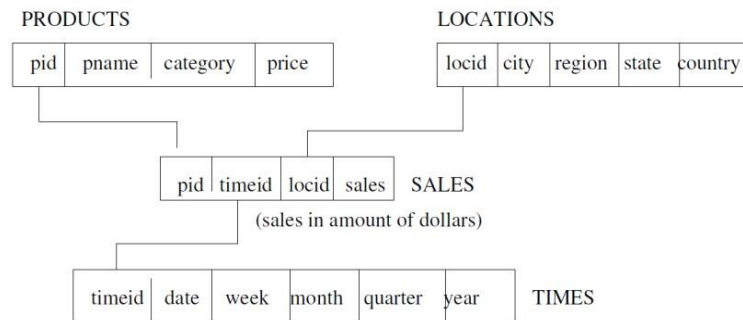 PRODUCTS LOCATIONS
pid pname category price locid city region state country
pid timeid locid sales SALES
(sales in amount of dollars)
timeid date week month quarter year TIMES